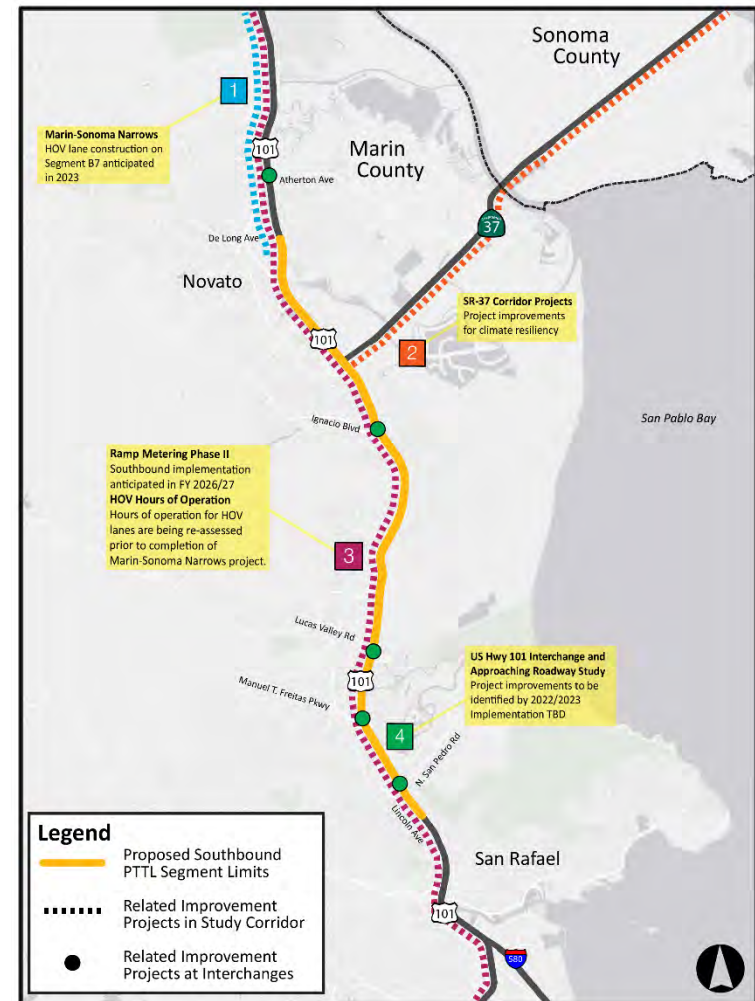 Sonoma
County
1
Marin-Sonoma Narrows
HOV lane construction on
Segment B7 anticipated
in 2023
101
Marin
County
Atherton Ave
37
De Long Ave
Novato
SR-37 Corridor Projects
Project improvements
for climate resiliency
2
101
Ignacio Blvd
San Pablo Bay
Ramp Metering Phase II
Southbound implementation
anticipated in FY 2026/27
HOV Hours of Operation
Hours of operation for HOV
lanes are being re-assessed
prior to completion of
Marin-Sonoma Narrows project.
3
Lucas Valley Rd
101
Manuel T. Freitas Pkwy
US Hwy 101 Interchange and
Approaching Roadway Study
Project improvements to be
identified by 2022/2023
Implementation TBD
4
N. San Pedro Rd
Lincoln Ave
San Rafael
101
580
Legend
Proposed Southbound
PTTL Segment Limits
Related Improvement
Projects in Study Corridor
Related Improvement
Projects at Interchanges